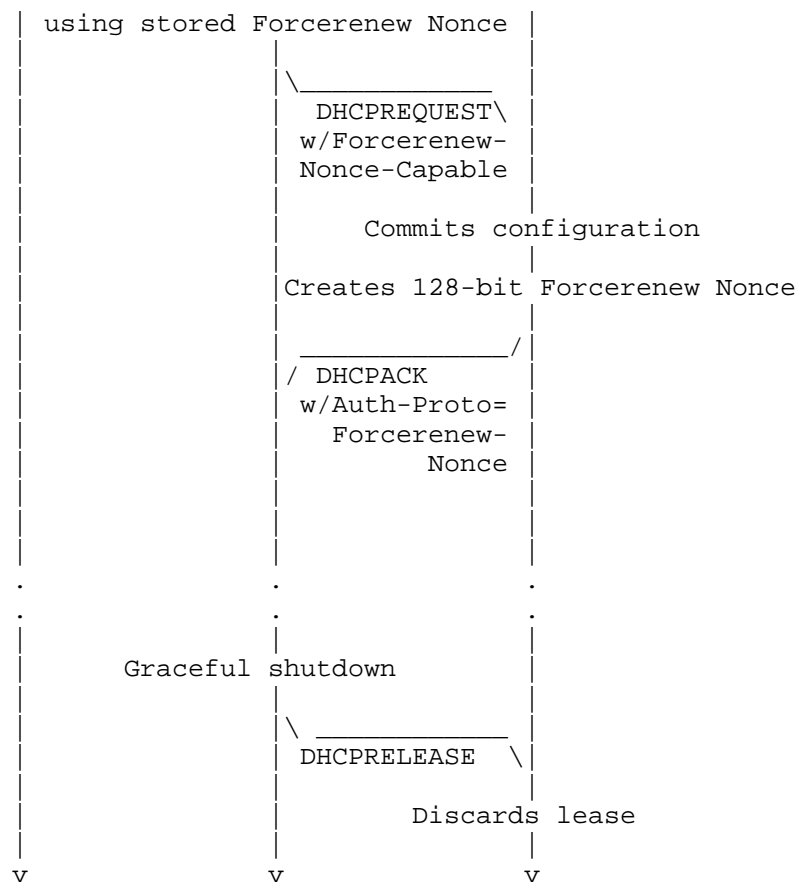 using stored Forcerenew Nonce
DHCPREQUEST
w/Forcerenew-
Nonce-Capable
Commits configuration
Creates 128-bit Forcerenew Nonce
DHCPACK
w/Auth-Proto=
Forcerenew-
Nonce
. . .
. . .
Graceful shutdown
DHCPRELEASE
Discards lease
v v v